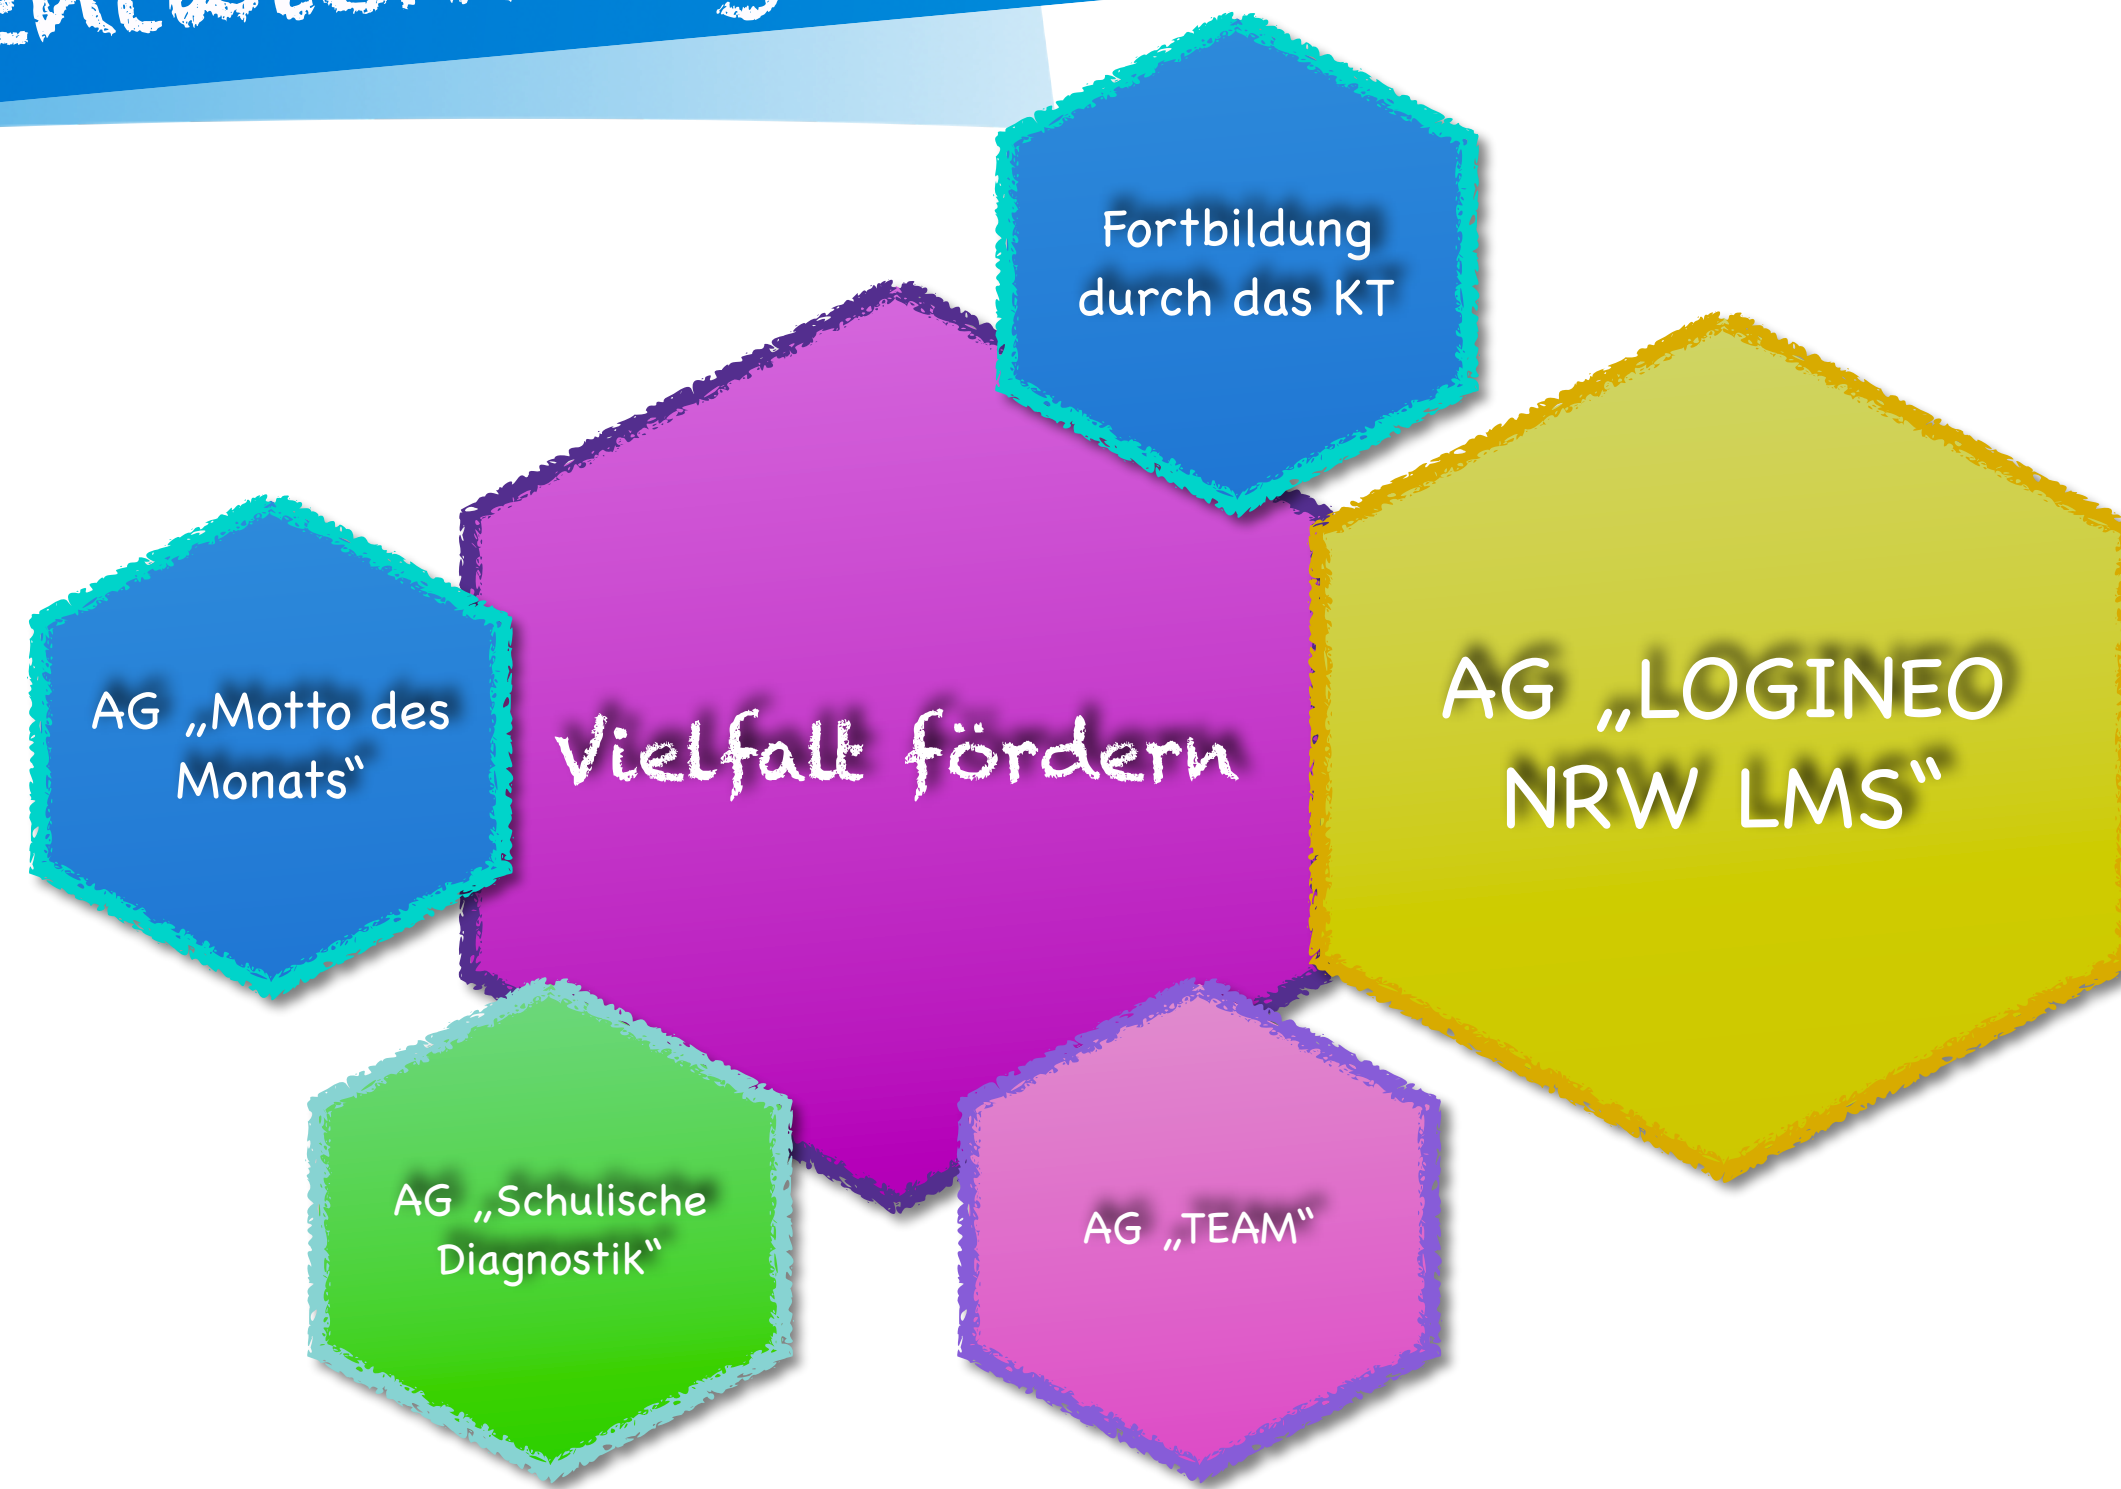 Fortbildung
durch das KT
AG „Motto des
Monats“
Vielfalt fördern
AG „LOGINEO
NRW LMS“
AG „Schulische
Diagnostik“
AG „TEAM“